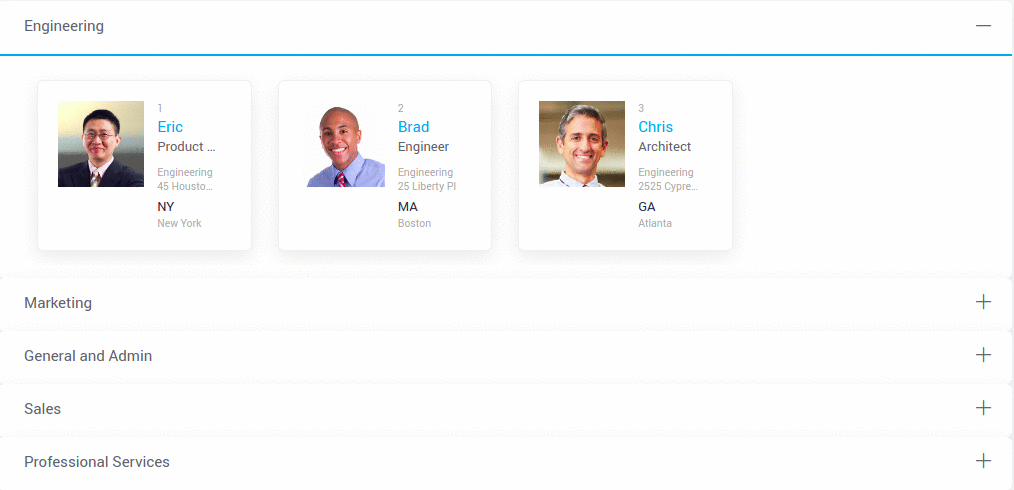 Engineering
1
Eric
Product ...
Engineering
45 Housto...
NY
New York
2
Brad
Engineer
Engineering
25 Liberty Pl
MA
Boston
3
Chris
Architect
Engineering
2525 Cypre...
GA
Atlanta
Marketing
General and Admin
Sales
Professional Services